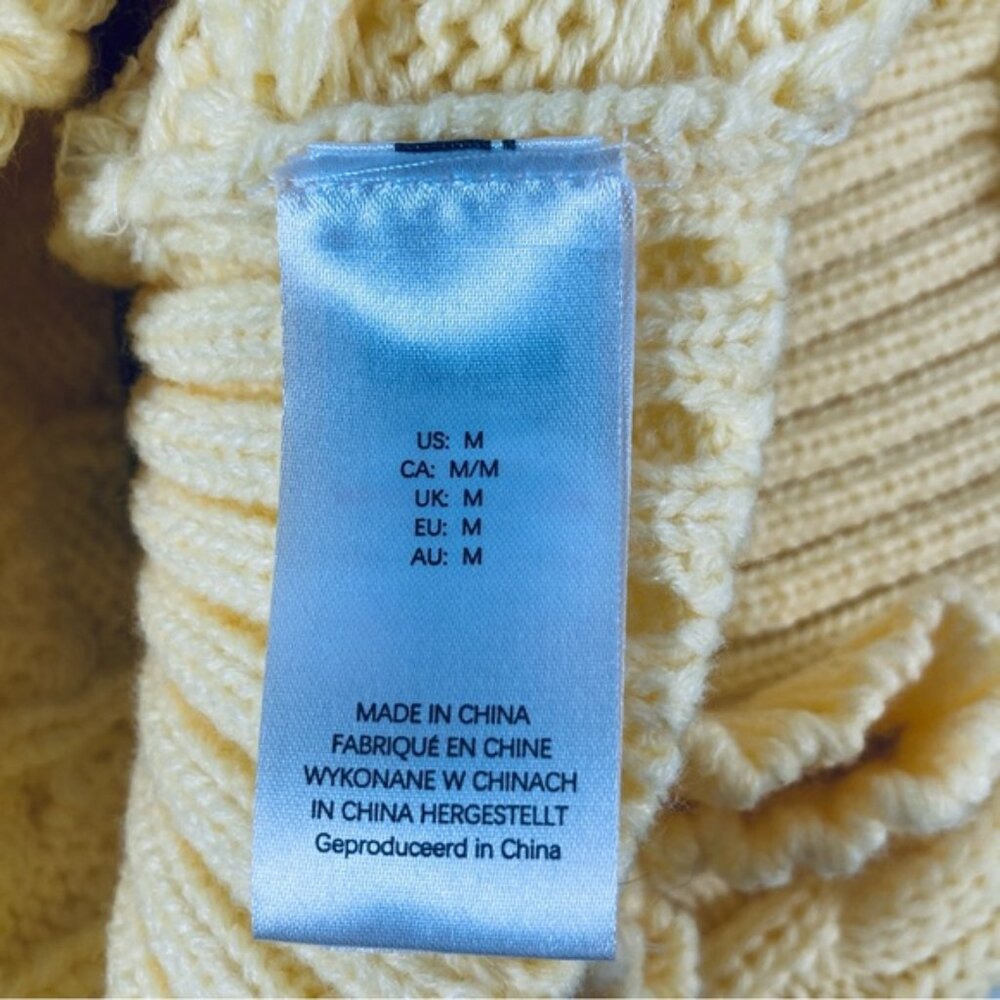 US: M
CA: M/M
UK: M
EU: M
AU: M
MADE IN CHINA
FABRIQUÉ EN CHINE
WYKONANE W CHINACH
IN CHINA HERGESTELLT
Geproduceerd in China